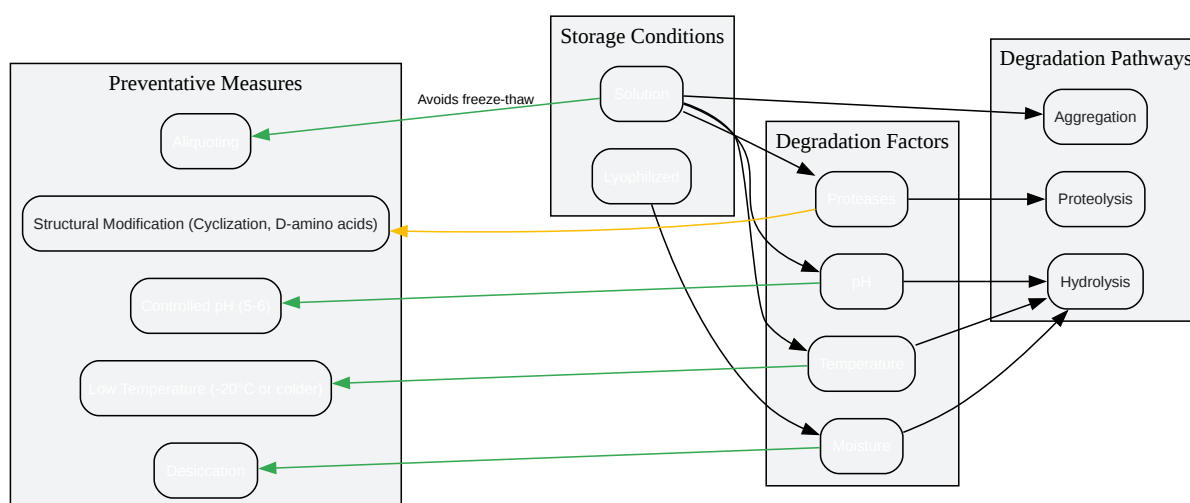 Preventative Measures
Aliquoting
Structural Modification (Cyclization, D-amino acids)
Controlled pH (5-6)
Low Temperature (-20°C or colder)
Desiccation
Avoids freeze-thaw
Storage Conditions
Solution
Lyophilized
Degradation Factors
Proteases
pH
Temperature
Moisture
Degradation Pathways
Aggregation
Proteolysis
Hydrolysis